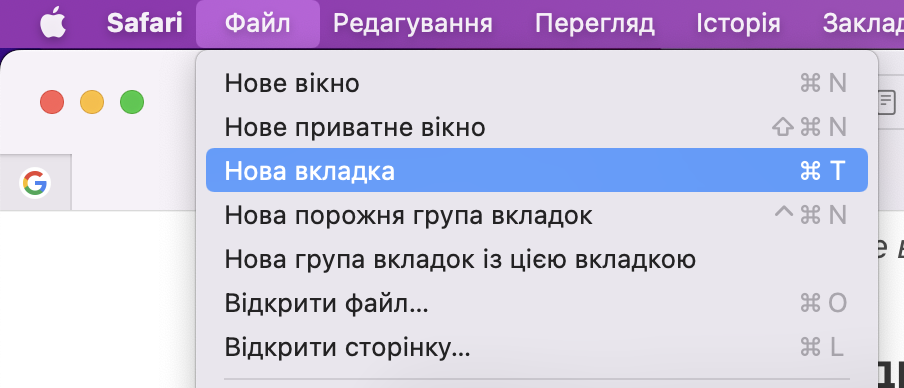 Safari Файл Редагування Перегляд Історія Заклад
Нове вікно ⌘ N
Нове приватне вікно ⇧ ⌘ N
Нова вкладка ⌘ T
Нова порожня група вкладок ^ ⌘ N
Нова група вкладок із цією вкладкою
Відкрити файл... ⌘ O
Відкрити сторінку... ⌘ L